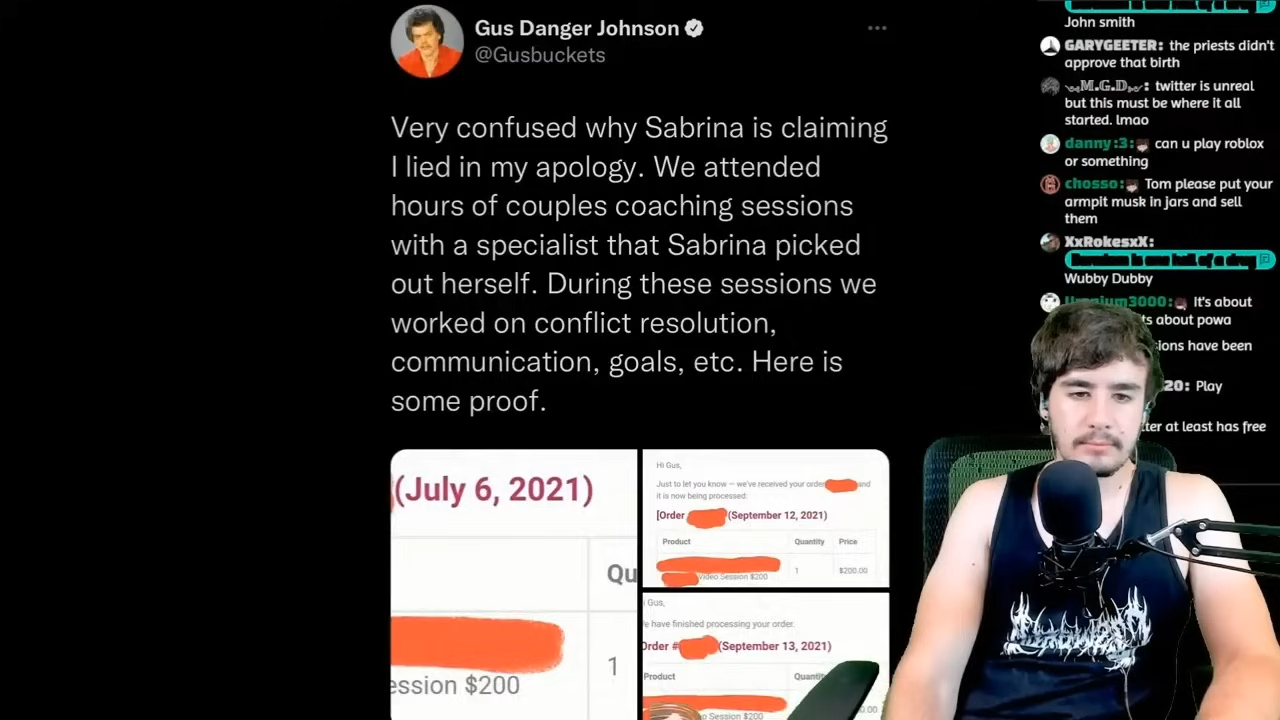 Gus Danger Johnson
@Gusbuckets
Very confused why Sabrina is claiming
I lied in my apology. We attended
hours of couples coaching sessions
with a specialist that Sabrina picked
out herself. During these sessions we
worked on conflict resolution,
communication, goals, etc. Here is
some proof.
(July 6, 2021)
Qu
ession $200
1
Hi Gus,
Just to let you know – we've received your order and
it is now being processed:
[Order (September 12, 2021)
Product Quantity Price
Video Session $200 1 $200.00
Gus,
e have finished processing your order.
Order # (September 13, 2021)
Product Quantit
Session $200
John smith
GARYGEETER: the priests didn't
approve that birth
M.G.D: twitter is unreal
but this must be where it all
started. lmao
danny :3: can u play roblox
or something
chosso: Tom please put your
armpit musk in jars and sell
them
XxRokesxX:
Wubby Dubby
Uranium3000: It's about
ts about powa
ions have been
20: Play
ter at least has free